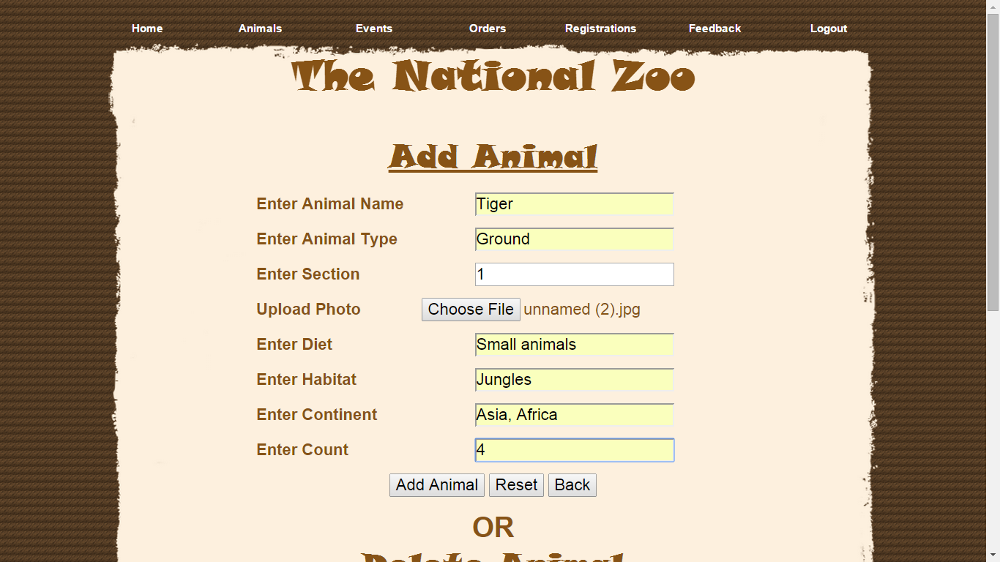 Home Animals Events Orders Registrations Feedback Logout
The National Zoo
Add Animal
Enter Animal Name Tiger
Enter Animal Type Ground
Enter Section 1
Upload Photo Choose File unnamed (2).jpg
Enter Diet Small animals
Enter Habitat Jungles
Enter Continent Asia, Africa
Enter Count 4
Add Animal Reset Back
OR
Delete Animal